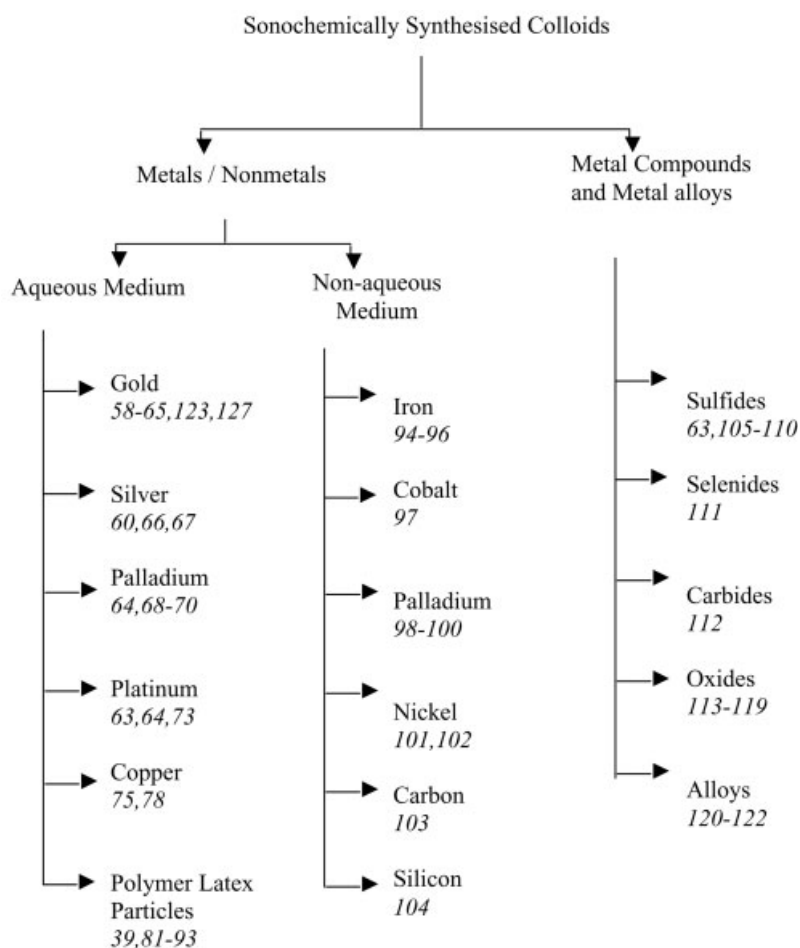 Sonochemically Synthesised Colloids
Metals / Nonmetals
Metal Compounds
and Metal alloys
Aqueous Medium
Non-aqueous
Medium
Gold
58-65,123,127
Silver
60,66,67
Palladium
64,68-70
Platinum
63,64,73
Copper
75,78
Polymer Latex
Particles
39,81-93
Iron
94-96
Cobalt
97
Palladium
98-100
Nickel
101,102
Carbon
103
Silicon
104
Sulfides
63,105-110
Selenides
111
Carbides
112
Oxides
113-119
Alloys
120-122